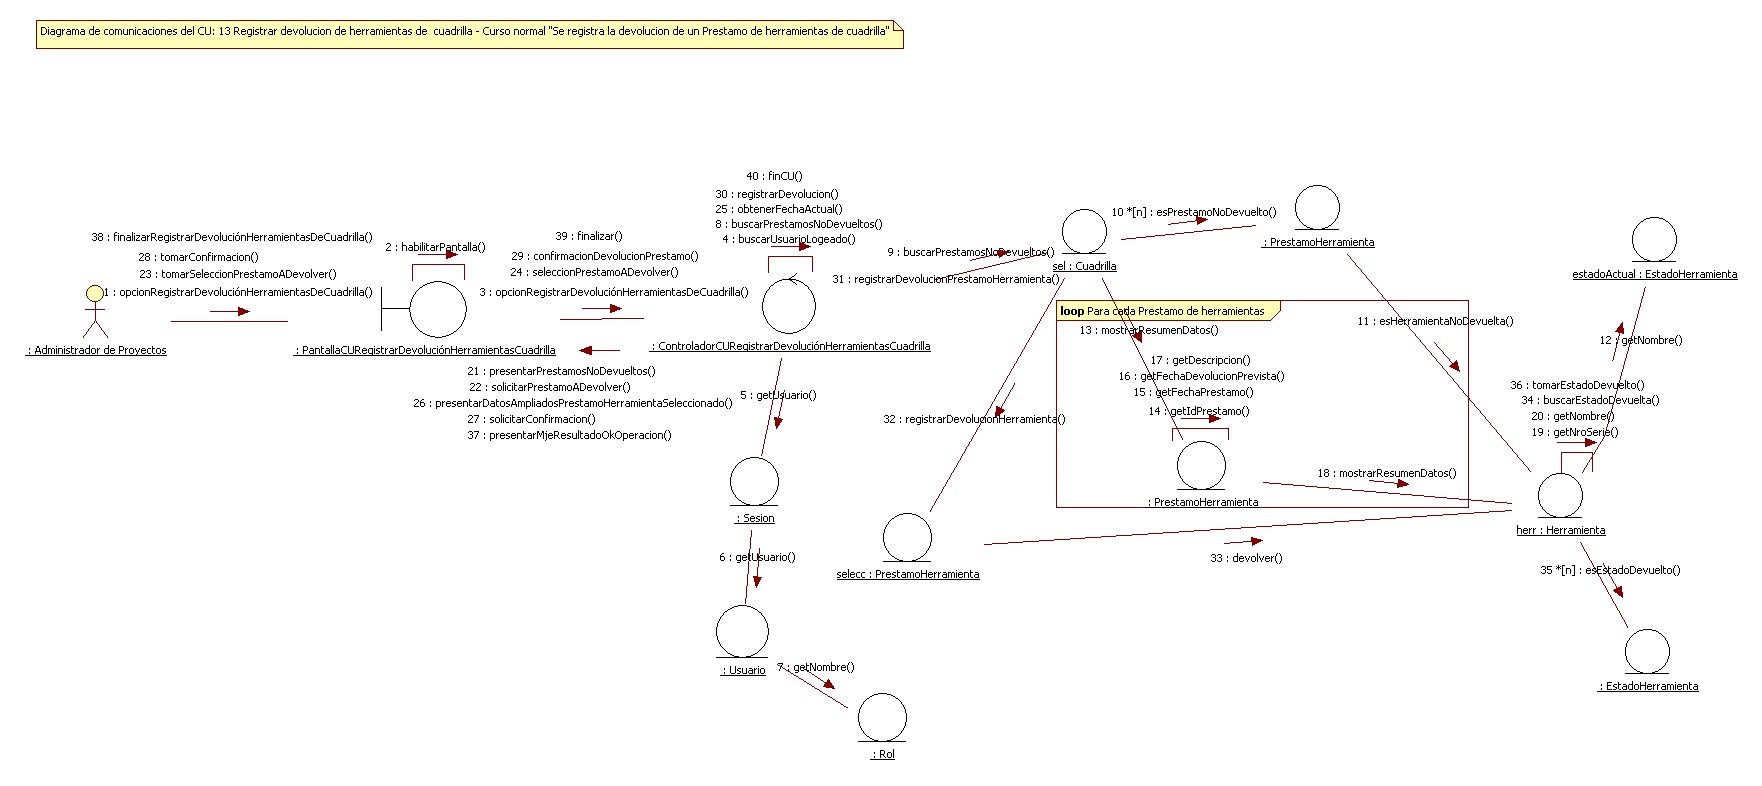 Diagrama de comunicaciones del CU: 13 Registrar devolucion de herramientas de  cuadrilla - Curso normal "Se registra la devolucion de un Prestamo de herramientas de cuadrilla"
38 : finalizarRegistrarDevoluciónHerramientasDeCuadrilla()
28 : tomarConfirmacion()
23 : tomarSeleccionPrestamoADevolver()
1 : opcionRegistrarDevoluciónHerramientasDeCuadrilla()
: Administrador de Proyectos
2 : habilitarPantalla()
: PantallaCURegistrarDevoluciónHerramientasCuadrilla
39 : finalizar()
29 : confirmacionDevolucionPrestamo()
24 : seleccionPrestamoADevolver()
3 : opcionRegistrarDevoluciónHerramientasDeCuadrilla()
21 : presentarPrestamosNoDevueltos()
22 : solicitarPrestamoADevolver()
26 : presentarDatosAmpliadosPrestamoHerramientaSeleccionado()
27 : solicitarConfirmacion()
37 : presentarMjeResultadoOkOperacion()
40 : finCU()
30 : registrarDevolucion()
25 : obtenerFechaActual()
8 : buscarPrestamosNoDevueltos()
4 : buscarUsuarioLogeado()
: ControladorCURegistrarDevoluciónHerramientasCuadrilla
5 : getUsuario()
: Sesion
6 : getUsuario()
: Usuario
7 : getNombre()
: Rol
9 : buscarPrestamosNoDevueltos()
31 : registrarDevolucionPrestamoHerramienta()
sel : Cuadrilla
10 *[n] : esPrestamoNoDevuelto()
: PrestamoHerramienta
loop Para cada Prestamo de herramientas
13 : mostrarResumenDatos()
17 : getDescripcion()
16 : getFechaDevolucionPrevista()
15 : getFechaPrestamo()
14 : getIdPrestamo()
: PrestamoHerramienta
18 : mostrarResumenDatos()
32 : registrarDevolucionHerramienta()
selecc : PrestamoHerramienta
33 : devolver()
11 : esHerramientaNoDevuelta()
estadoActual : EstadoHerramienta
12 : getNombre()
36 : tomarEstadoDevuelto()
34 : buscarEstadoDevuelta()
20 : getNombre()
19 : getNroSerie()
herr : Herramienta
35 *[n] : esEstadoDevuelto()
: EstadoHerramienta